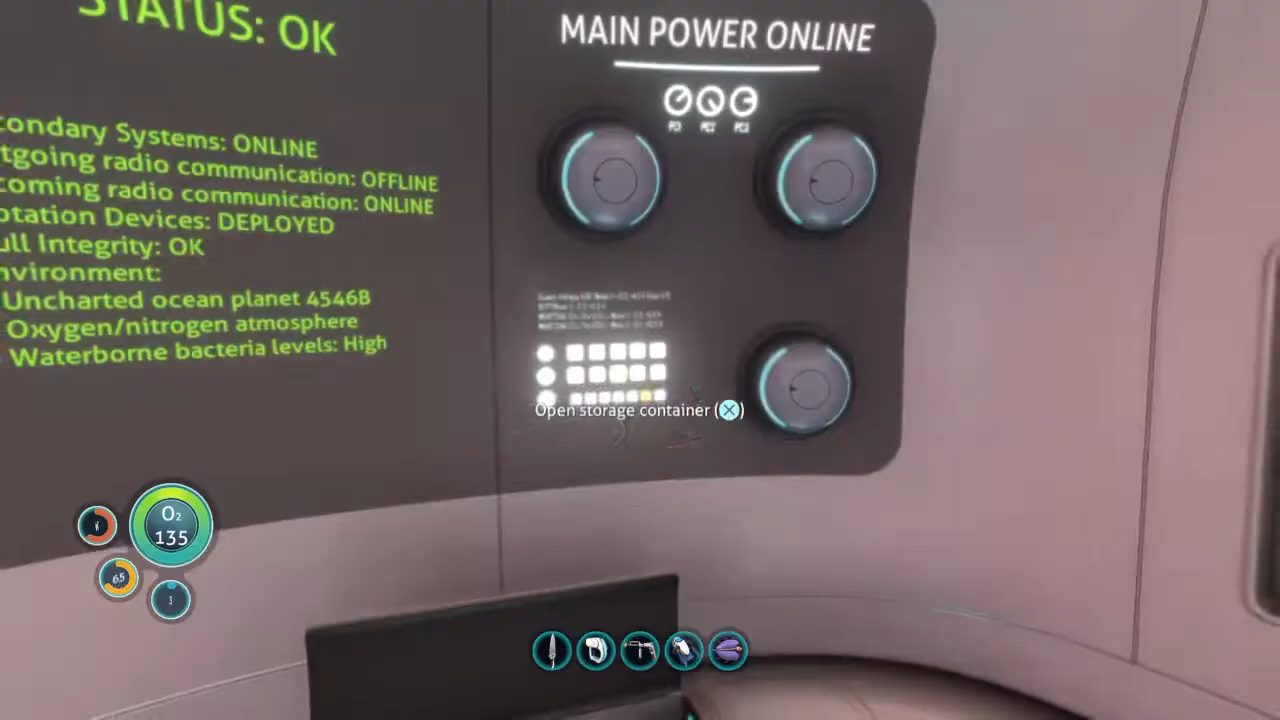 STATUS: OK
condary Systems: ONLINE
tgoing radio communication: OFFLINE
coming radio communication: ONLINE
otation Devices: DEPLOYED
ull Integrity: OK
nvironment:
Uncharted ocean planet 4546B
Oxygen/nitrogen atmosphere
Waterborne bacteria levels: High
MAIN POWER ONLINE
Open storage container
O₂
135
65
3